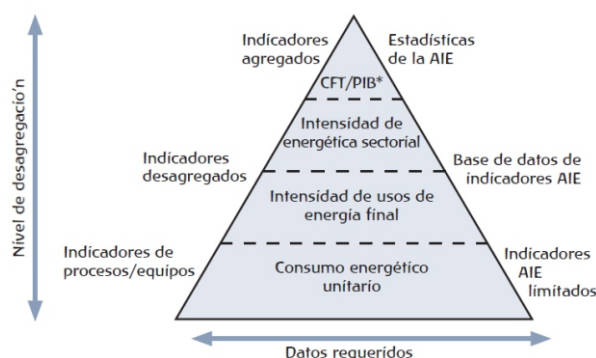 Indicadores
agregados
Estadísticas
de la AIE
CFT/PIB*
Intensidad de
energética sectorial
Indicadores
desagregados
Base de datos de
indicadores AIE
Intensidad de usos de
energía final
Indicadores de
procesos/equipos
Consumo energético
unitario
Indicadores
AIE
limitados
Nivel de desagregacio'n
Datos requeridos